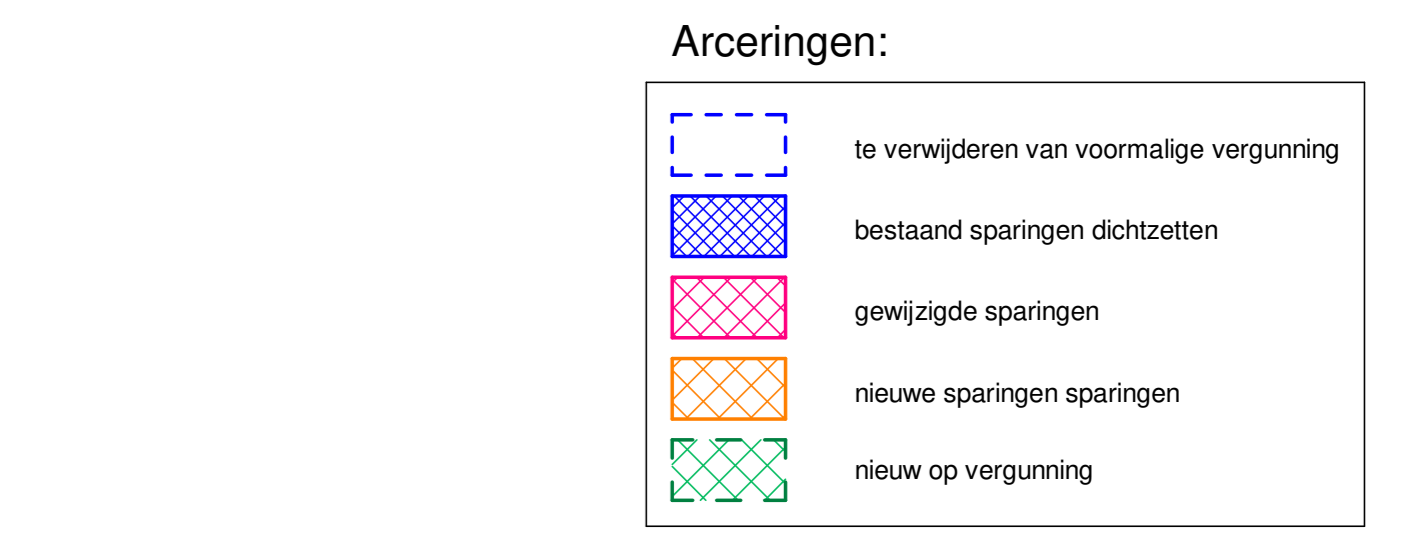 Arceringen:
te verwijderen van voormalige vergunning
bestaand sparingen dichtzetten
gewijzigde sparingen
nieuwe sparingen sparingen
nieuw op vergunning